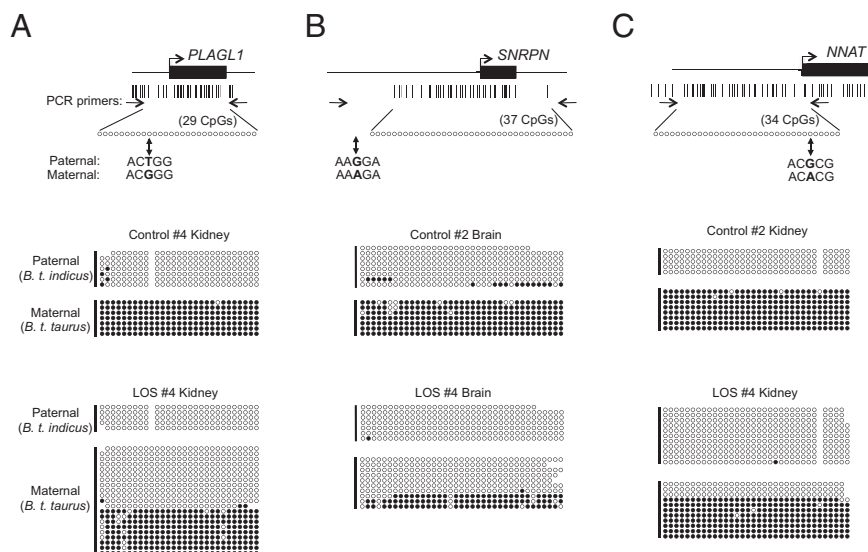 A
PLAGL1
PCR primers:
(29 CpGs)
Paternal: ACTGG
Maternal: ACGGG
Control #4 Kidney
Paternal
(B. t. indicus)
Maternal
(B. t. taurus)
LOS #4 Kidney
Paternal
(B. t. indicus)
Maternal
(B. t. taurus)
B
SNRPN
(37 CpGs)
AAGGA
AAAGA
Control #2 Brain
LOS #4 Brain
C
NNAT
(34 CpGs)
ACGCG
ACACG
Control #2 Kidney
LOS #4 Kidney